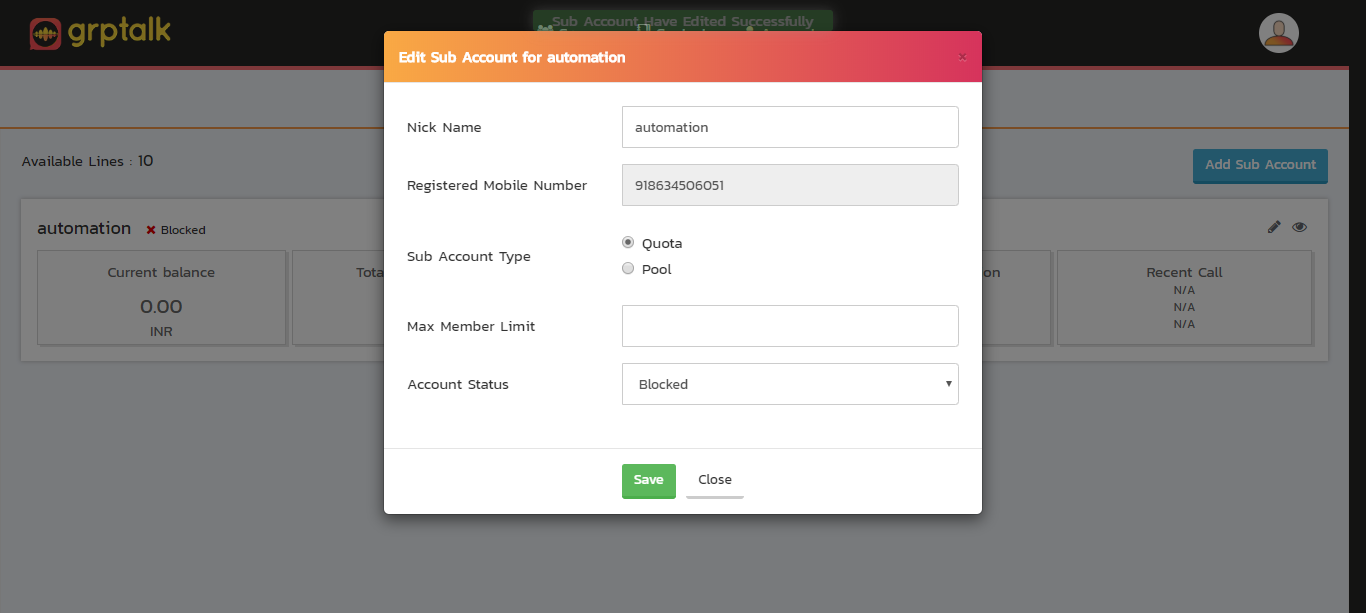 grptalk
Sub Account Have Edited Successfully
Edit Sub Account for automation
×
Nick Name
automation
Registered Mobile Number
918634506051
Sub Account Type
Quota
Pool
Max Member Limit
Account Status
Blocked
Save
Close
Available Lines : 10
Add Sub Account
automation
Blocked
Current balance
0.00
INR
Recent Call
N/A
N/A
N/A